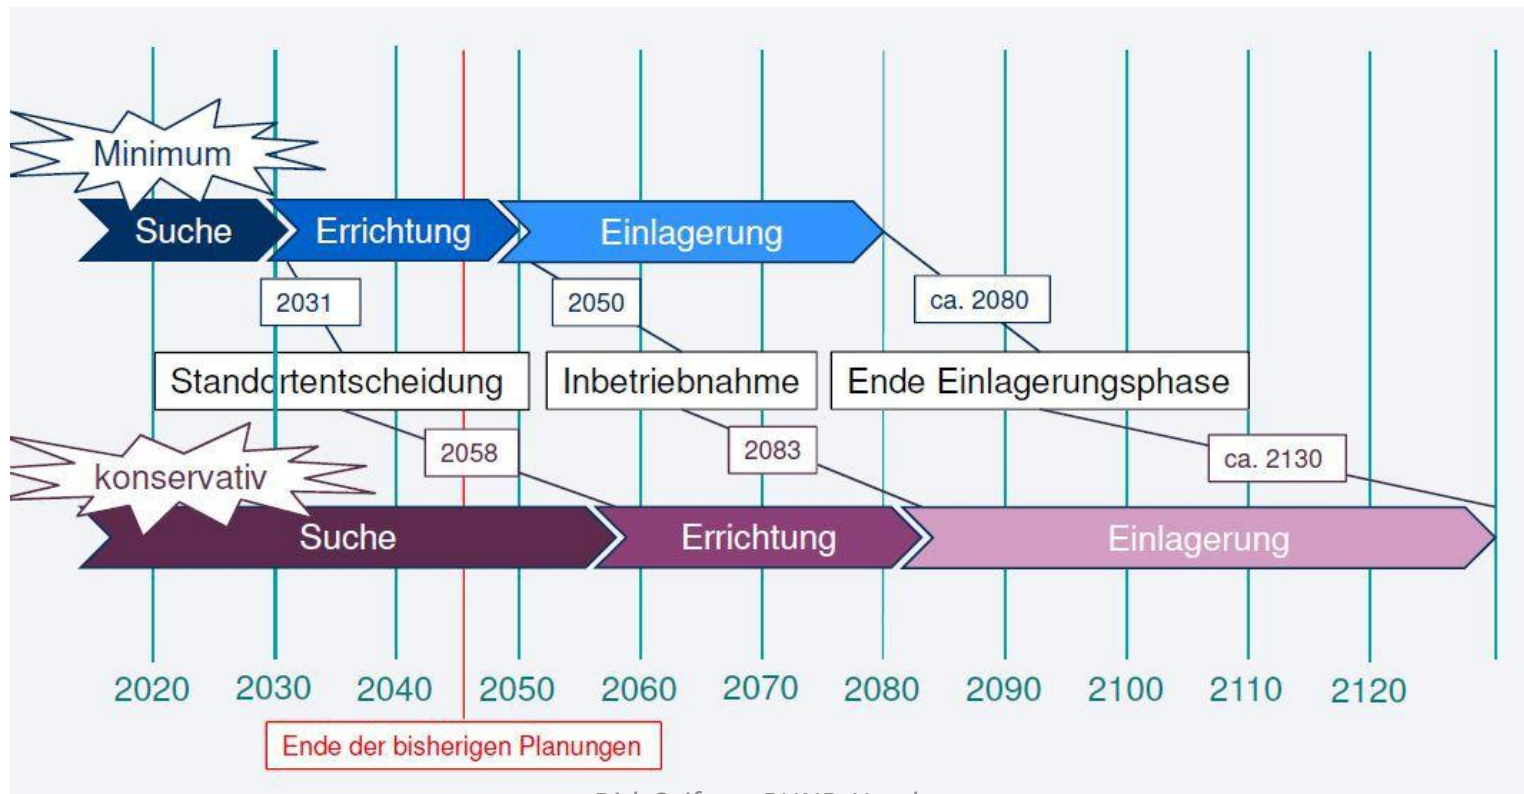 Minimum
Suche
Errichtung
Einlagerung
2031
2050
ca. 2080
Standortentscheidung
Inbetriebnahme
Ende Einlagerungsphase
2058
2083
ca. 2130
konservativ
Suche
Errichtung
Einlagerung
2020
2030
2040
2050
2060
2070
2080
2090
2100
2110
2120
Ende der bisherigen Planungen